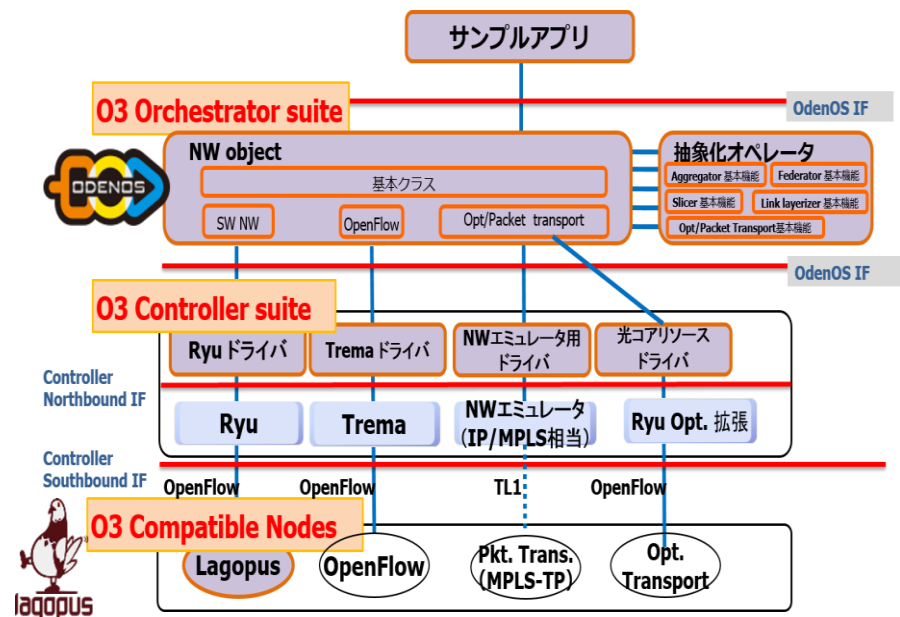 サンプルアプリ
O3 Orchestrator suite
OdenOS IF
ODENOS
NW object
基本クラス
SW NW
OpenFlow
Opt/Packet transport
抽象化オペレータ
Aggregator 基本機能
Federator 基本機能
Slicer 基本機能
Link layerizer 基本機能
Opt/Packet Transport基本機能
OdenOS IF
O3 Controller suite
Ryu ドライバ
Trema ドライバ
NWエミュレータ用
ドライバ
光コアリソース
ドライバ
Controller
Northbound IF
Ryu
Trema
NWエミュレータ
(IP/MPLS相当)
Ryu Opt. 拡張
Controller
Southbound IF
OpenFlow
OpenFlow
TL1
OpenFlow
O3 Compatible Nodes
Lagopus
OpenFlow
Pkt. Trans.
(MPLS-TP)
Opt.
Transport
lagopus